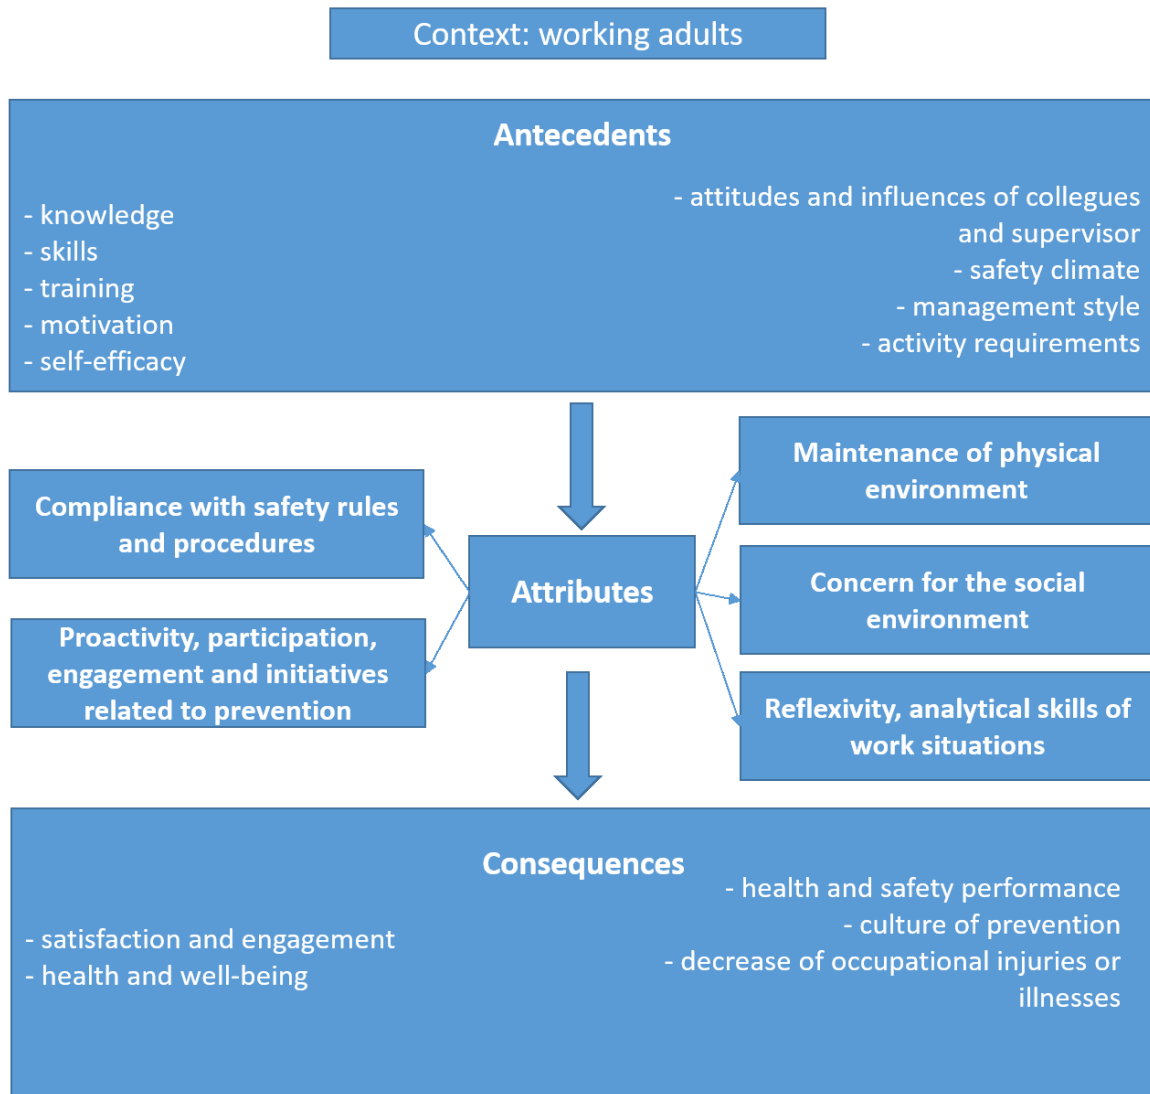 Context: working adults
Antecedents
- knowledge
- skills
- training
- motivation
- self-efficacy
- attitudes and influences of collegues
and supervisor
- safety climate
- management style
- activity requirements
Compliance with safety rules
and procedures
Proactivity, participation,
engagement and initiatives
related to prevention
Attributes
Maintenance of physical
environment
Concern for the social
environment
Reflexivity, analytical skills of
work situations
Consequences
- satisfaction and engagement
- health and well-being
- health and safety performance
- culture of prevention
- decrease of occupational injuries or
illnesses